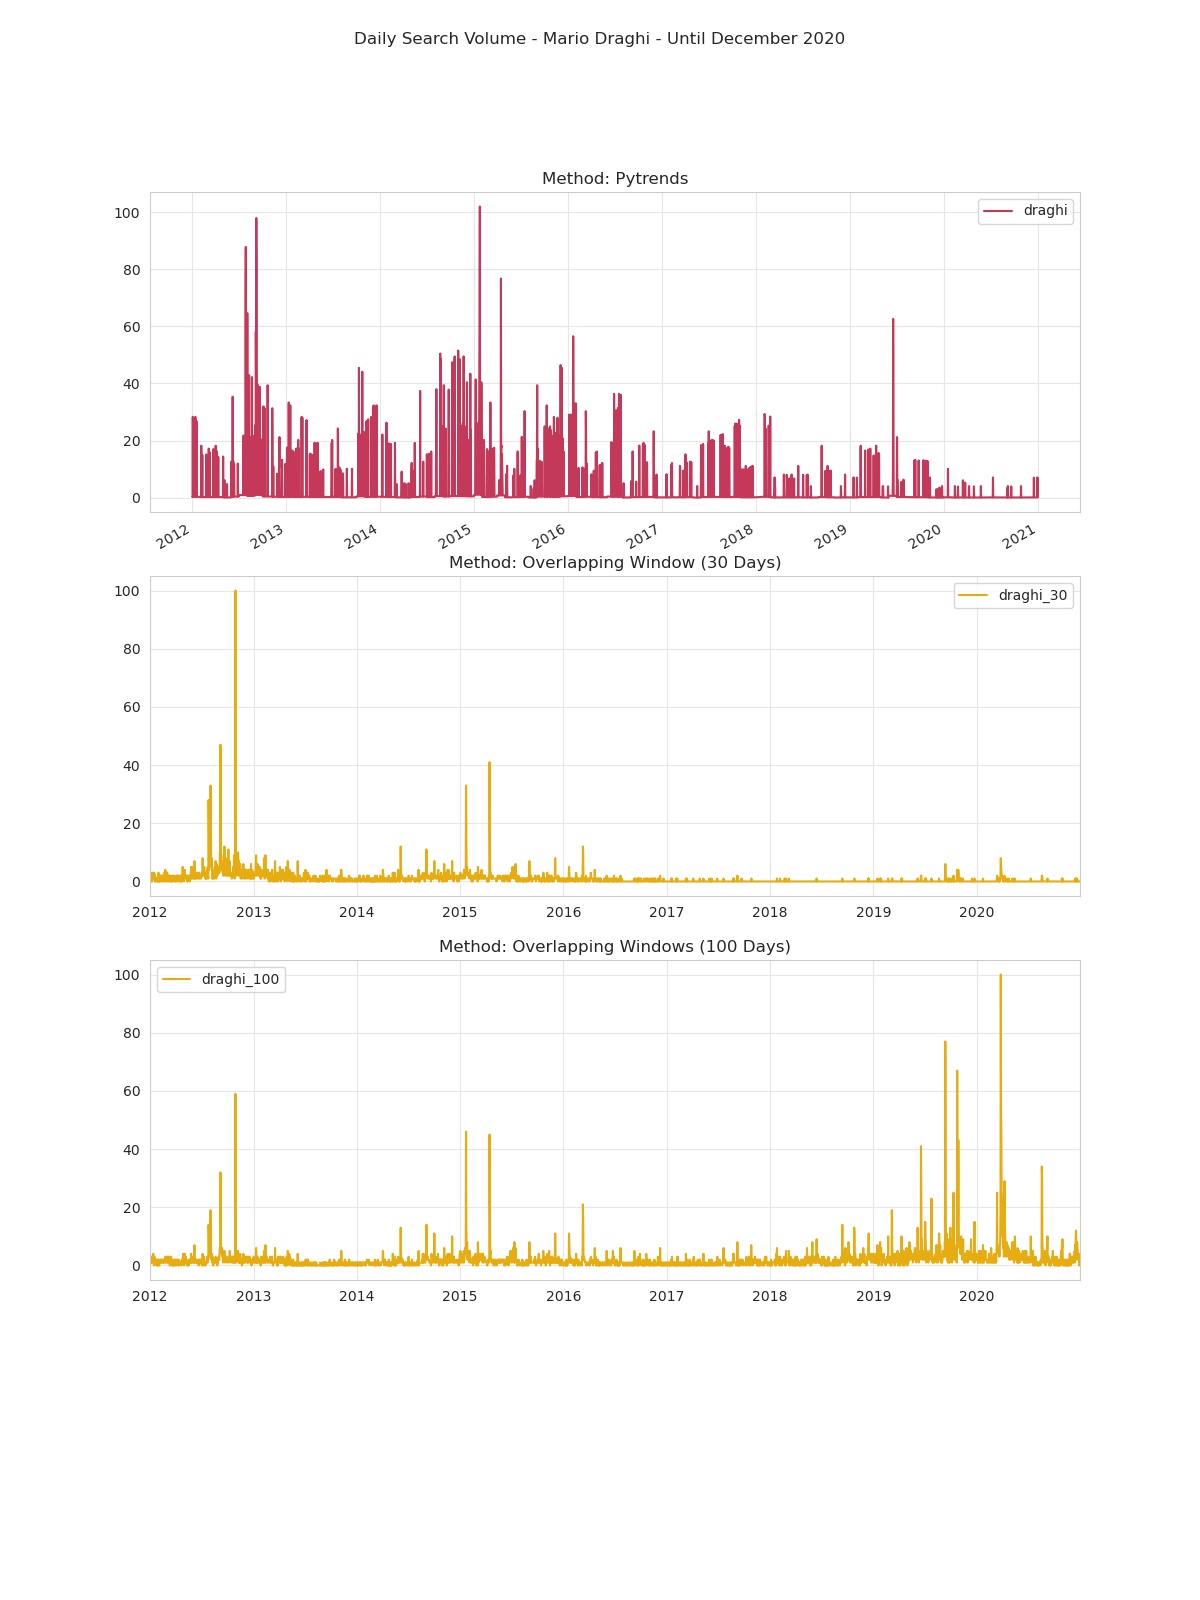 Daily Search Volume - Mario Draghi - Until December 2020
Method: Pytrends
draghi
100
80
60
40
20
0
2012 2013 2014 2015 2016 2017 2018 2019 2020 2021
Method: Overlapping Window (30 Days)
draghi_30
100
80
60
40
20
0
2012 2013 2014 2015 2016 2017 2018 2019 2020
Method: Overlapping Windows (100 Days)
draghi_100
100
80
60
40
20
0
2012 2013 2014 2015 2016 2017 2018 2019 2020